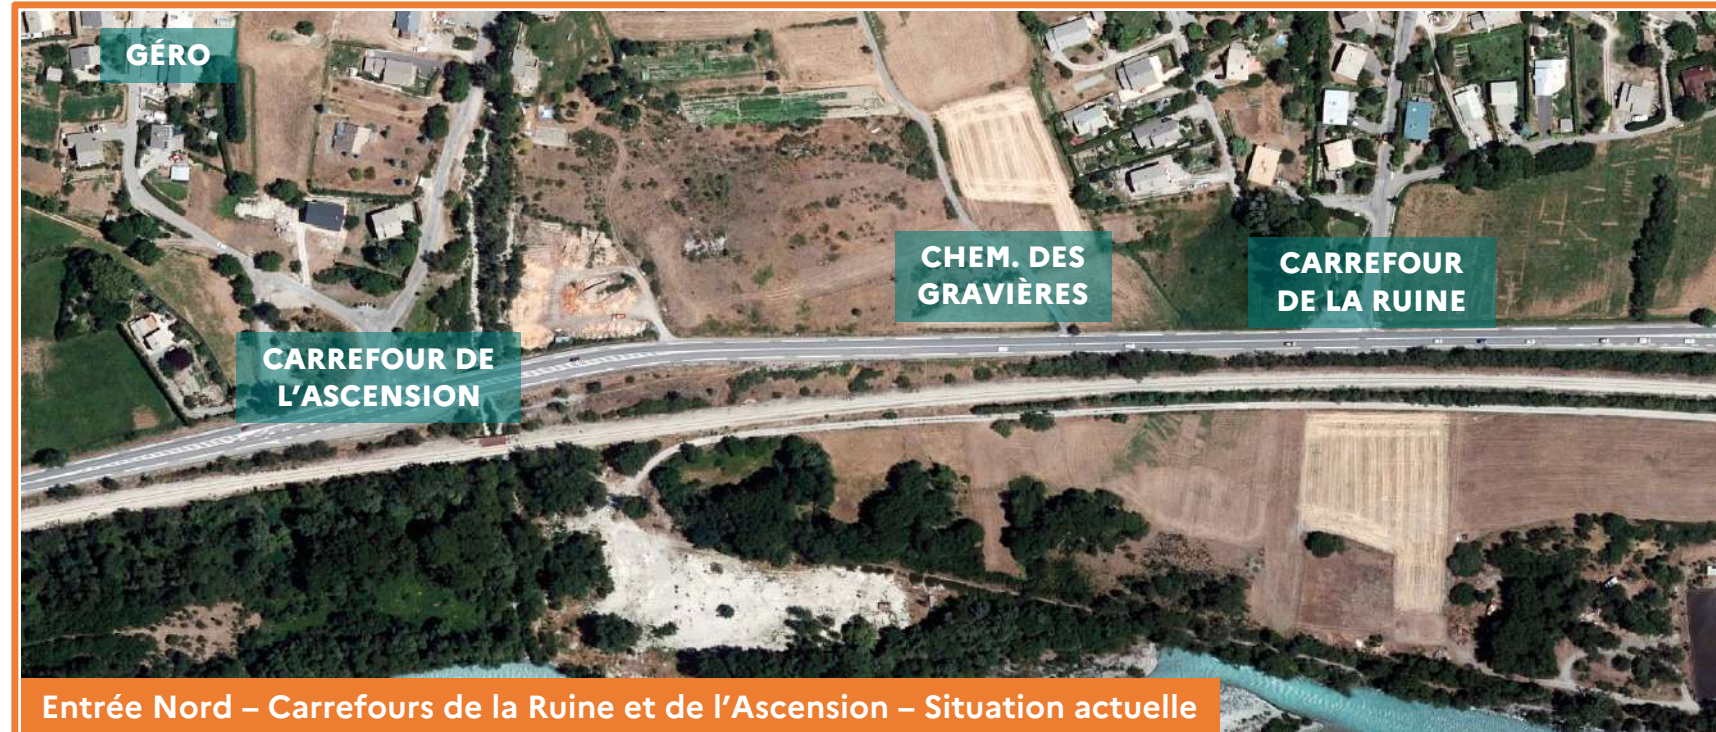 GÉRO
CHEM. DES
GRAVIÈRES
CARREFOUR
DE LA RUINE
CARREFOUR DE
L’ASCENSION
Entrée Nord – Carrefours de la Ruine et de l’Ascension – Situation actuelle